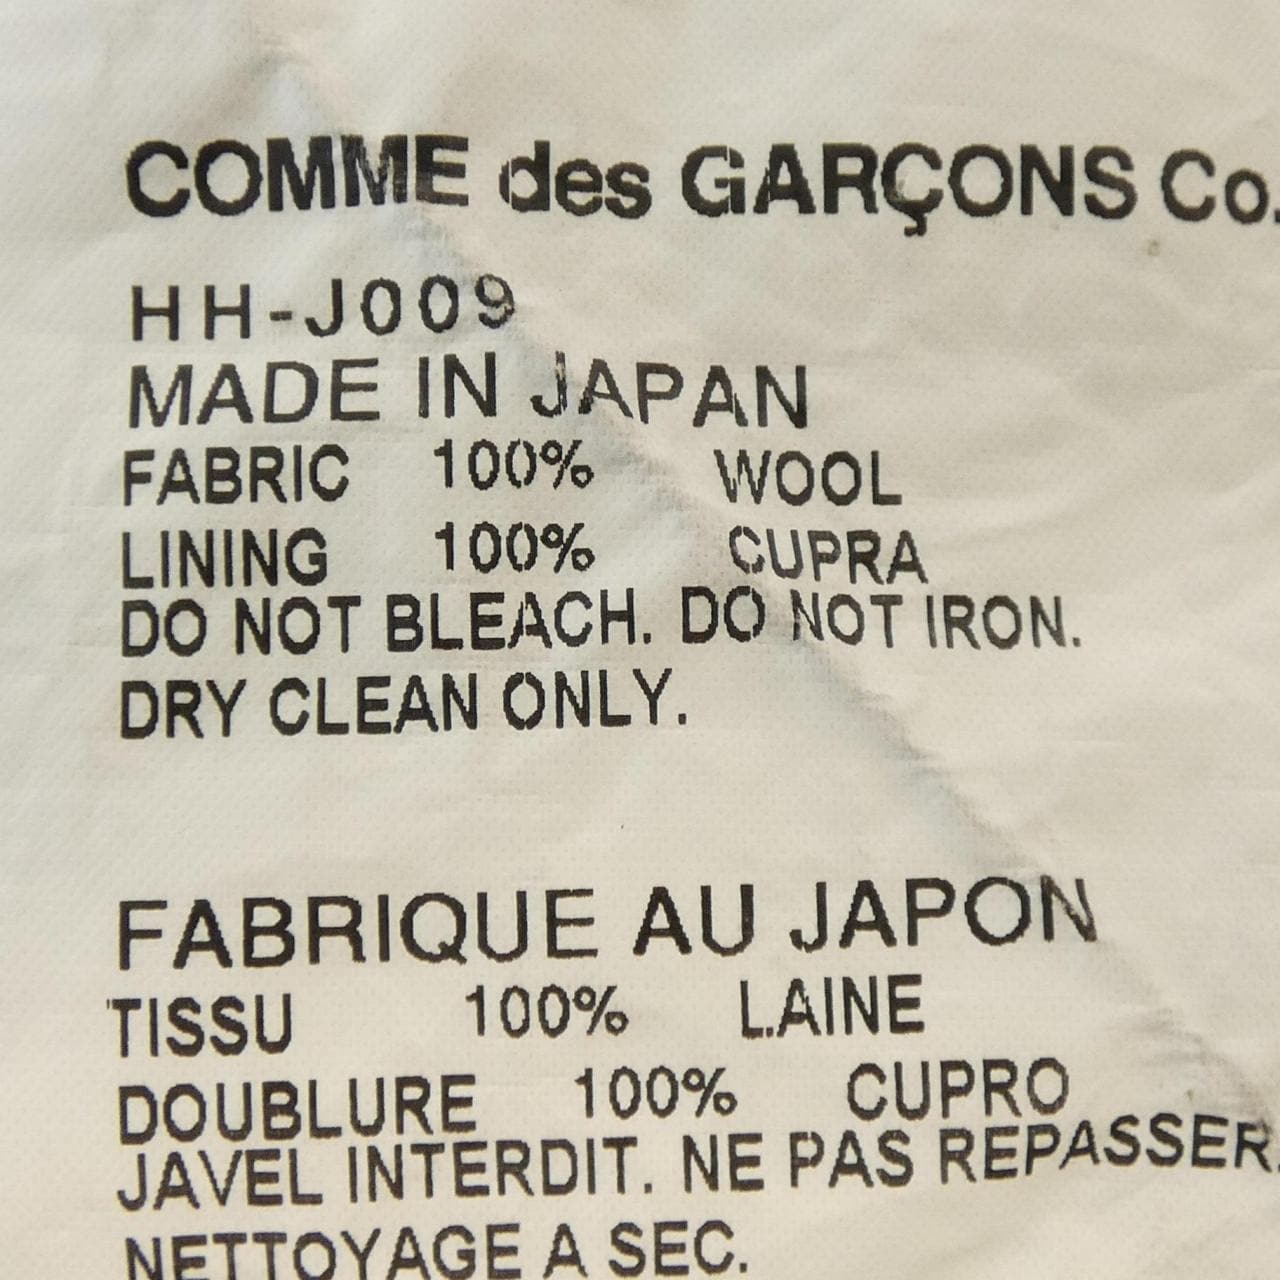 COMME des GARÇONS Co.
HH-J009
MADE IN JAPAN
FABRIC 100% WOOL
LINING 100% CUPRA
DO NOT BLEACH. DO NOT IRON.
DRY CLEAN ONLY.
FABRIQUE AU JAPON
TISSU 100% LAINE
DOUBLURE 100% CUPRO
JAVEL INTERDIT. NE PAS REPASSER.
NETTOYAGE A SEC.